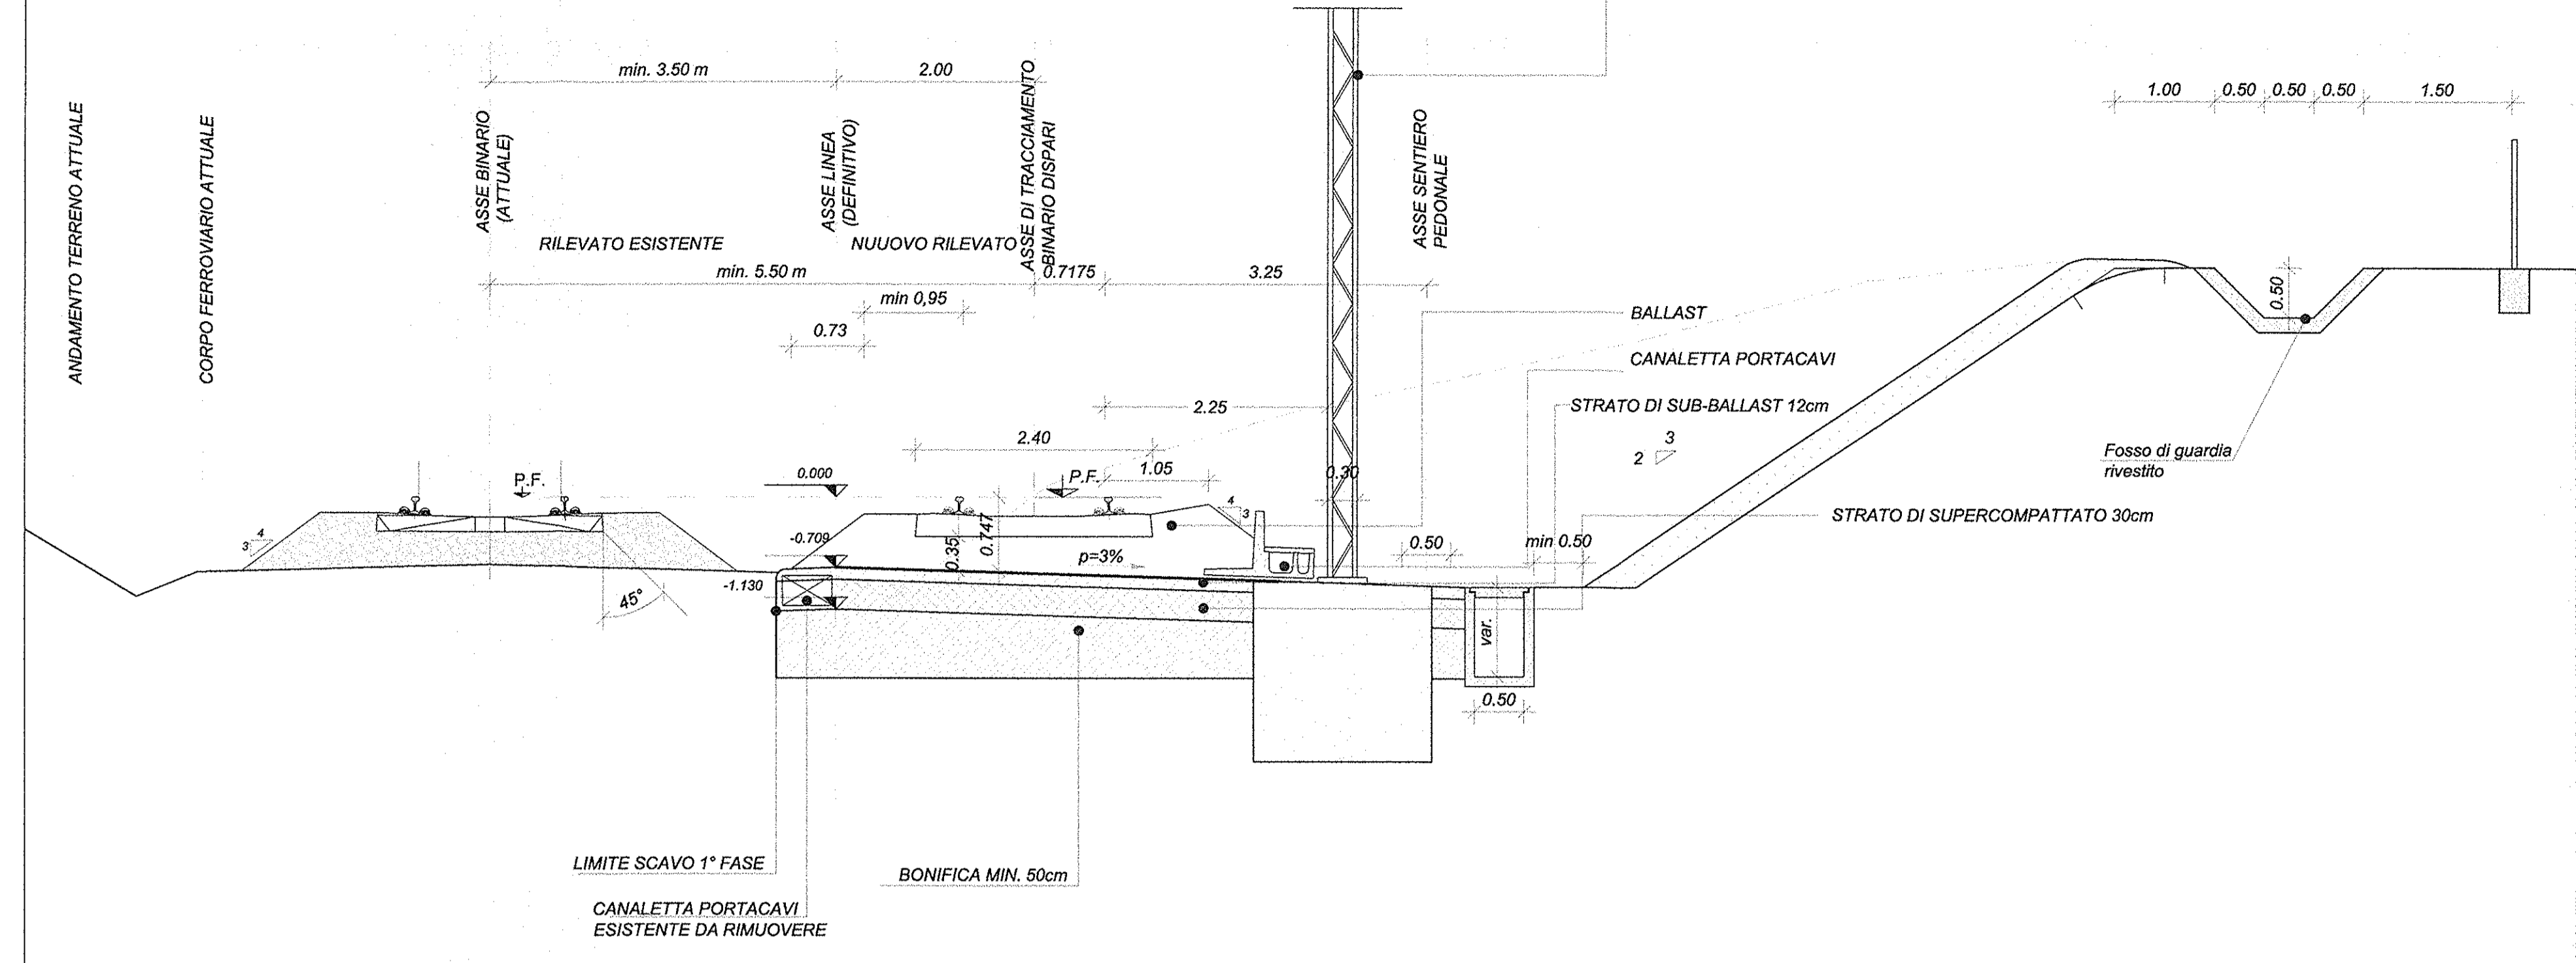 min. 3.50 m
2.00
1.00
0.50
0.50
0.50
1.50
ANDAMENTO TERRENO ATTUALE
CORPO FERROVIARIO ATTUALE
ASSE BINARIO
(ATTUALE)
ASSE LINEA
(DEFINITIVO)
ASSE DI TRACCIAMENTO
BINARIO DISPARI
ASSE SENTIERO
PEDONALE
RILEVATO ESISTENTE
NUUOVO RILEVATO
min. 5.50 m
0.7175
3.25
min 0,95
0.73
0.50
BALLAST
CANALETTA PORTACAVI
2.25
STRATO DI SUB-BALLAST 12cm
3
2
2.40
Fosso di guardia
rivestito
P.F.
0.000
P.F.
1.05
0.30
4
3
STRATO DI SUPERCOMPATTATO 30cm
4
3
-0.709
0.35
0.747
p=3%
0.50
min 0.50
-1.130
45°
var.
0.50
LIMITE SCAVO 1° FASE
BONIFICA MIN. 50cm
CANALETTA PORTACAVI
ESISTENTE DA RIMUOVERE